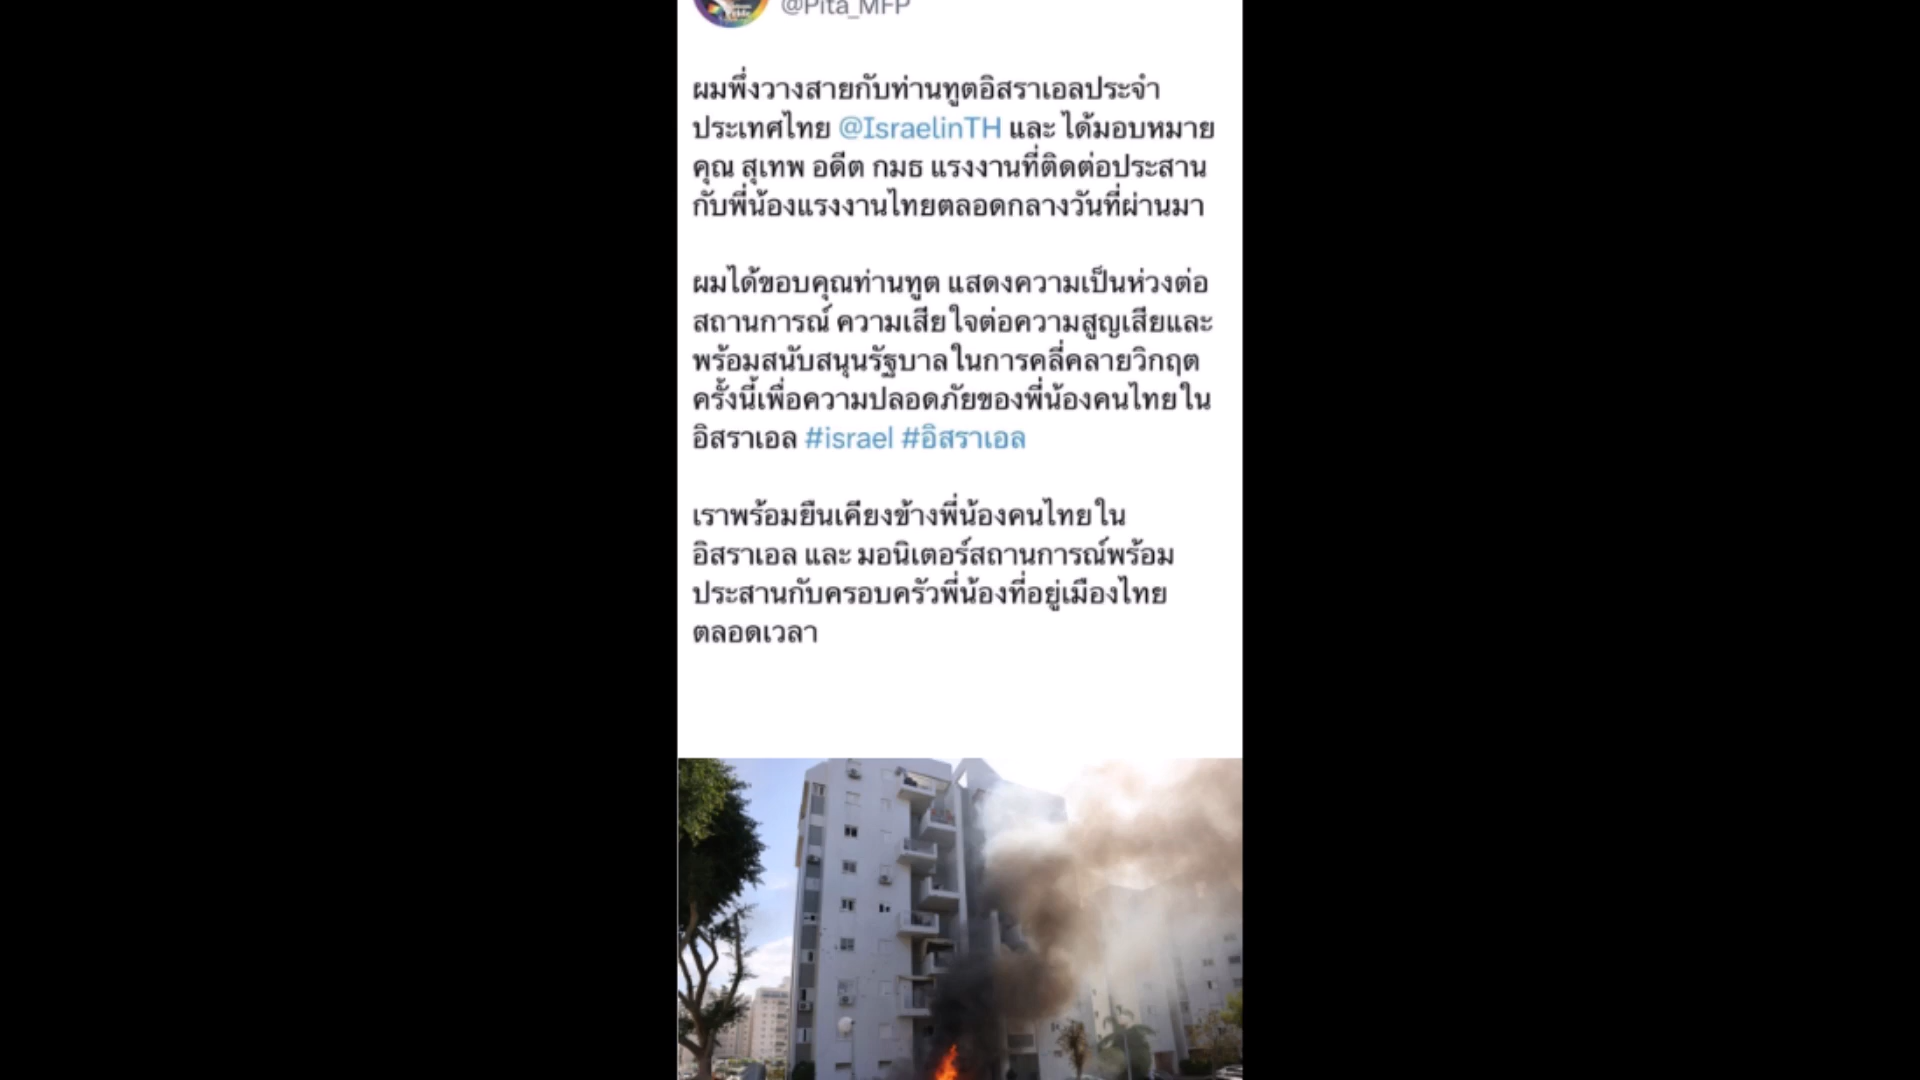 @Pita_MFP
ผมพึ่งวางสายกับท่านทูตอิสราเอลประจำ
ประเทศไทย @IsraelinTH และ ได้มอบหมาย
คุณ สุเทพ อดีต กมธ แรงงานที่ติดต่อประสาน
กับพี่น้องแรงงานไทยตลอดกลางวันที่ผ่านมา
ผมได้ขอบคุณท่านทูต แสดงความเป็นห่วงต่อ
สถานการณ์ ความเสียใจต่อความสูญเสียและ
พร้อมสนับสนุนรัฐบาลในการคลี่คลายวิกฤต
ครั้งนี้เพื่อความปลอดภัยของพี่น้องคนไทยใน
อิสราเอล #israel #อิสราเอล
เราพร้อมยืนเคียงข้างพี่น้องคนไทยใน
อิสราเอล และ มอนิเตอร์สถานการณ์พร้อม
ประสานกับครอบครัวพี่น้องที่อยู่เมืองไทย
ตลอดเวลา